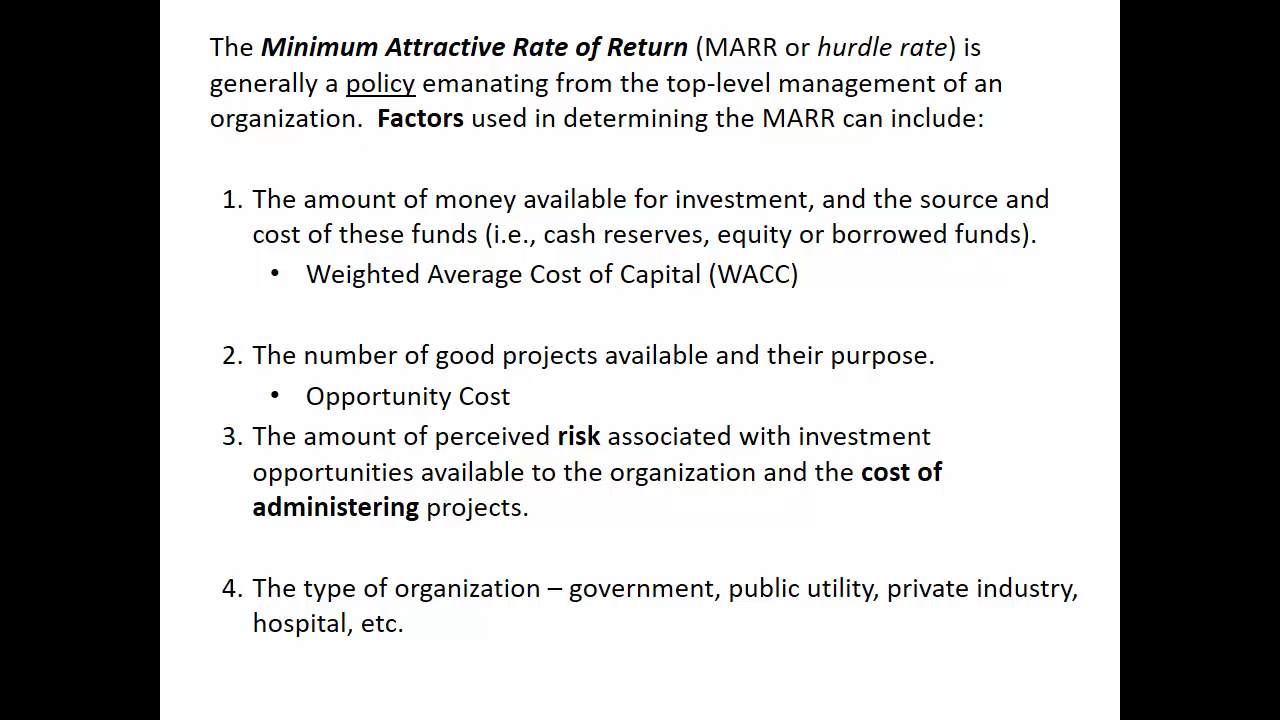 The Minimum Attractive Rate of Return (MARR or hurdle rate) is
generally a policy emanating from the top-level management of an
organization.  Factors used in determining the MARR can include:
1. The amount of money available for investment, and the source and
cost of these funds (i.e., cash reserves, equity or borrowed funds).
• Weighted Average Cost of Capital (WACC)
2. The number of good projects available and their purpose.
• Opportunity Cost
3. The amount of perceived risk associated with investment
opportunities available to the organization and the cost of
administering projects.
4. The type of organization – government, public utility, private industry,
hospital, etc.